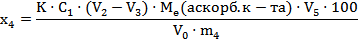 x₄ = K · C₁ · (V₂ − V₃) · Mₑ(аскорб. к − та) · V₅ · 100 / V₀ · m₄